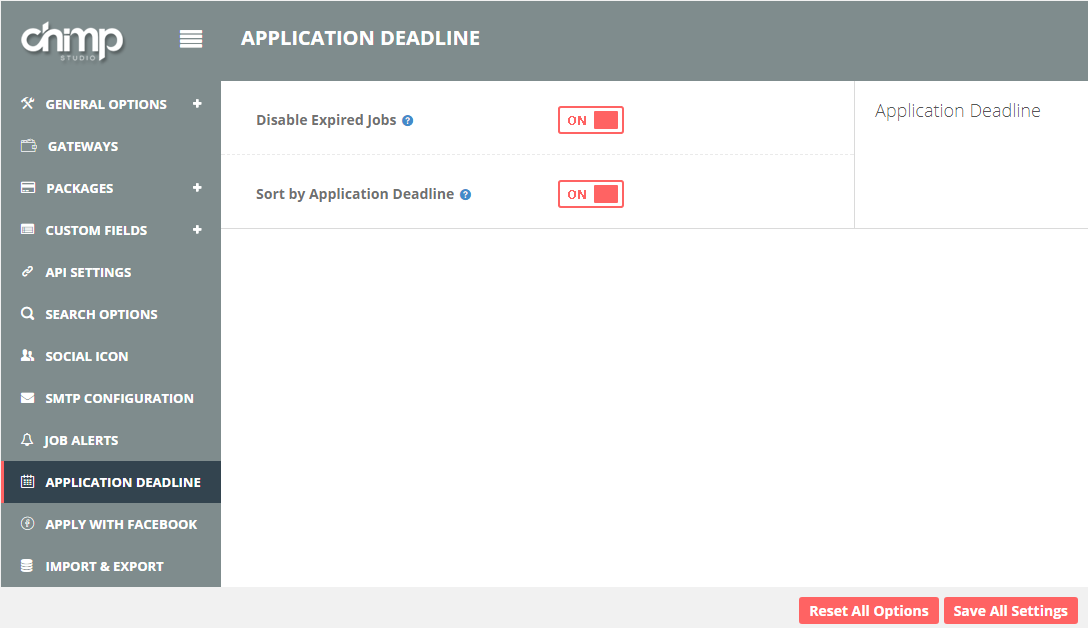 chimp
STUDIO
APPLICATION DEADLINE
GENERAL OPTIONS +
GATEWAYS
PACKAGES +
CUSTOM FIELDS +
API SETTINGS
SEARCH OPTIONS
SOCIAL ICON
SMTP CONFIGURATION
JOB ALERTS
APPLICATION DEADLINE
APPLY WITH FACEBOOK
IMPORT & EXPORT
Disable Expired Jobs ? ON
Sort by Application Deadline ? ON
Application Deadline
Reset All Options Save All Settings